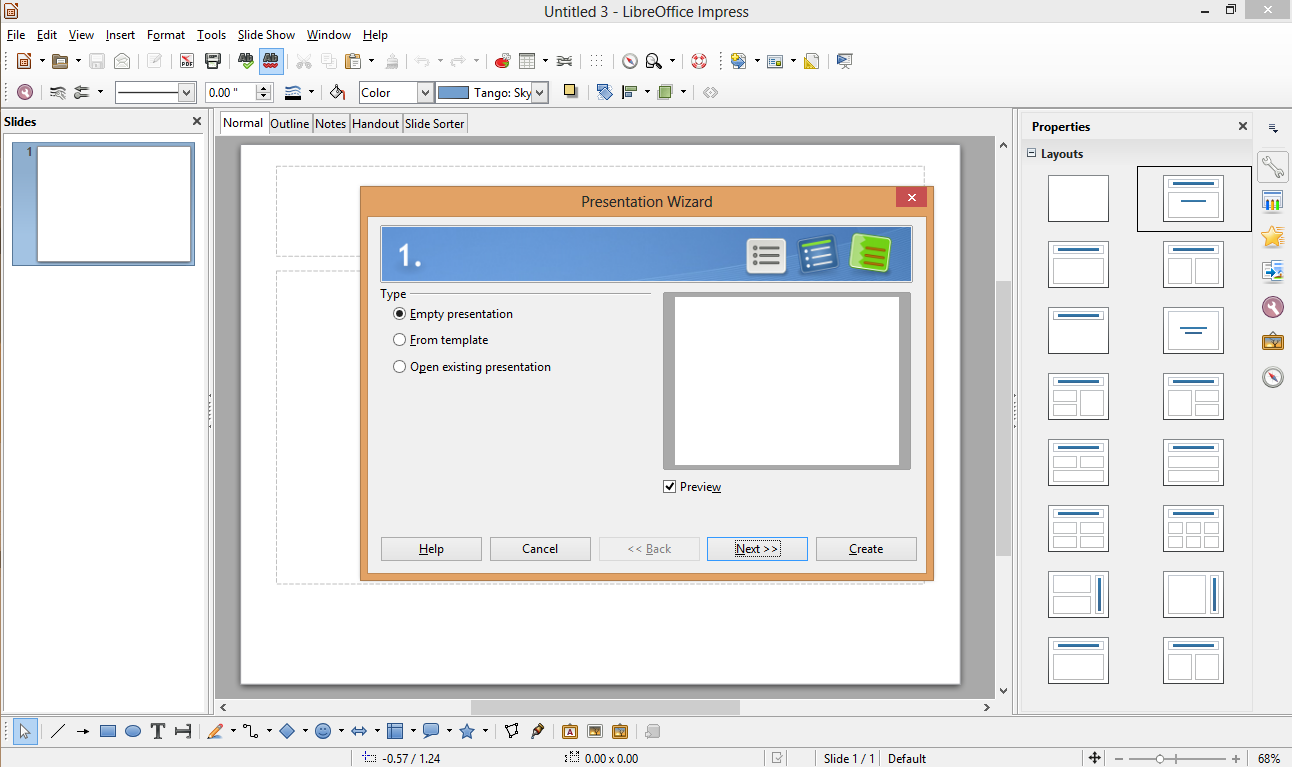 Untitled 3 - LibreOffice Impress
File Edit View Insert Format Tools Slide Show Window Help
PDF Ab Ab
0.00 " Color Tango: Sky
Slides
1
Normal Outline Notes Handout Slide Sorter
Properties
Layouts
Presentation Wizard
1.
Type
Empty presentation
From template
Open existing presentation
Preview
Help Cancel << Back Next >> Create
T A
-0.57 / 1.24 0.00 x 0.00 Slide 1 / 1 Default 68%